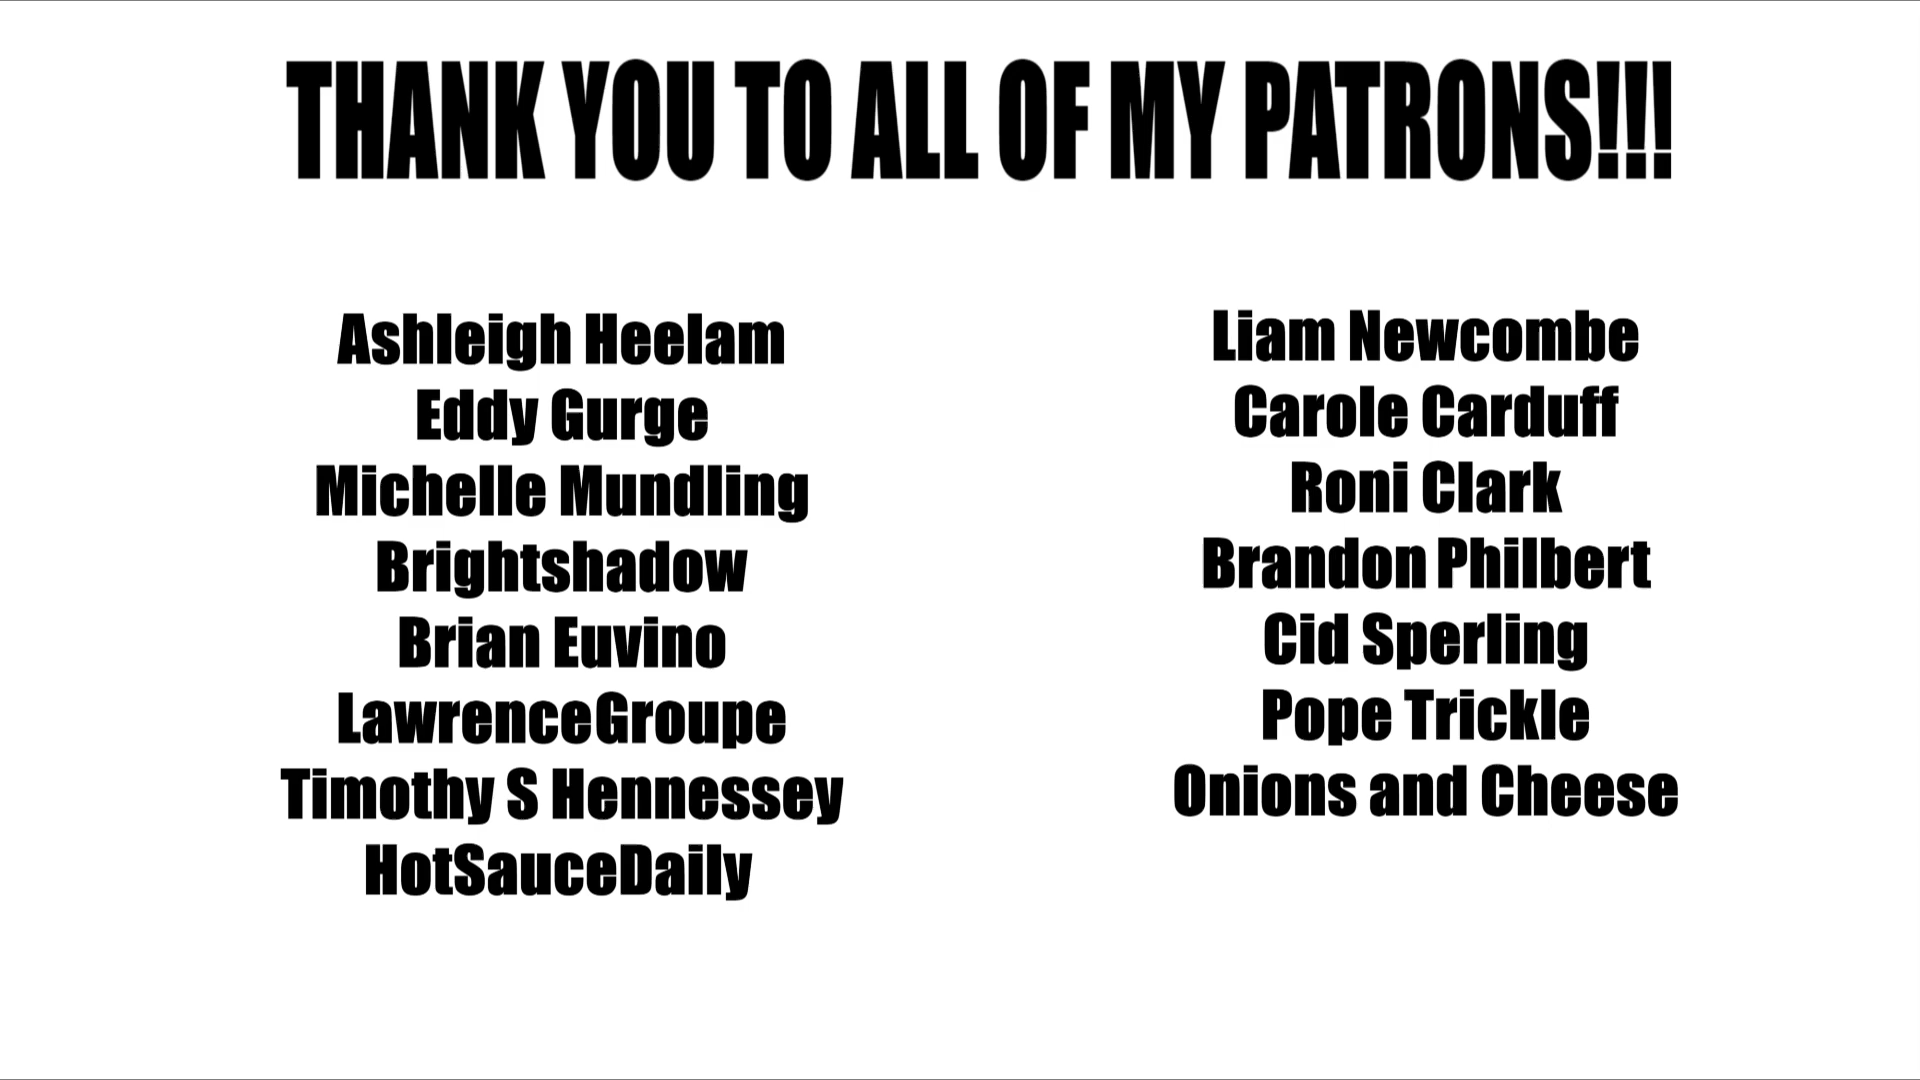 THANK YOU TO ALL OF MY PATRONS!!!
Ashleigh Heelam
Eddy Gurge
Michelle Mundling
Brightshadow
Brian Euvino
LawrenceGroupe
Timothy S Hennessey
HotSauceDaily
Liam Newcombe
Carole Carduff
Roni Clark
Brandon Philbert
Cid Sperling
Pope Trickle
Onions and Cheese